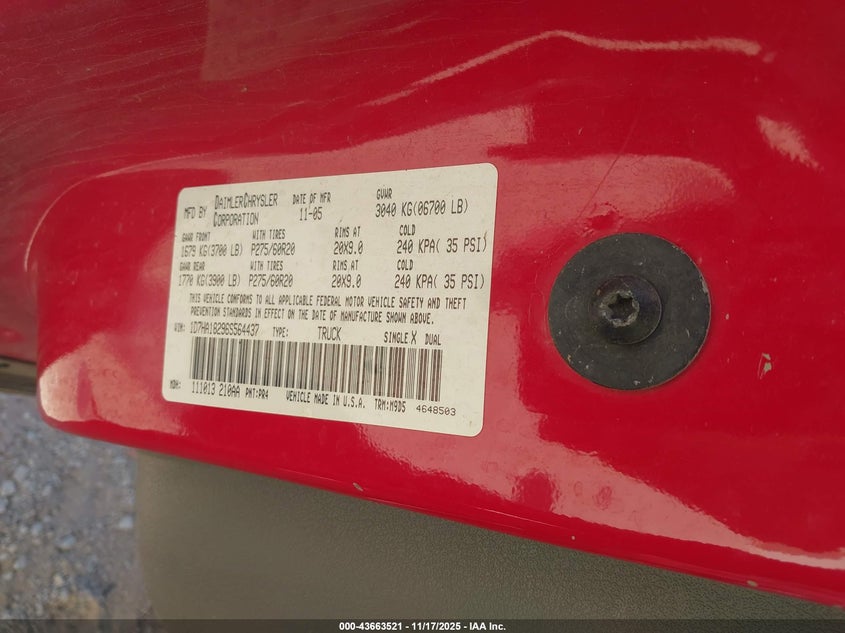 MFD BY DAIMLERCHRYSLER CORPORATION DATE OF MFR 11-05 GVWR 3040 KG(06700 LB)
GAWR FRONT WITH TIRES RIMS AT COLD
1679 KG(3700 LB) P275/60R20 20X9.0 240 KPA( 35 PSI)
GAWR REAR WITH TIRES RIMS AT COLD
1770 KG(3900 LB) P275/60R20 20X9.0 240 KPA( 35 PSI)
THIS VEHICLE CONFORMS TO ALL APPLICABLE FEDERAL MOTOR VEHICLE SAFETY AND THEFT
PREVENTION STANDARDS IN EFFECT ON THE DATE OF MANUFACTURE SHOWN ABOVE.
VIN: 1D7HA18296S564437 TYPE: TRUCK SINGLE X DUAL
MDH: 111013 210AA PNT:PR4 VEHICLE MADE IN U.S.A. TRM:M9D5 4648503
000-43663521 - 11/17/2025 - IAA Inc.